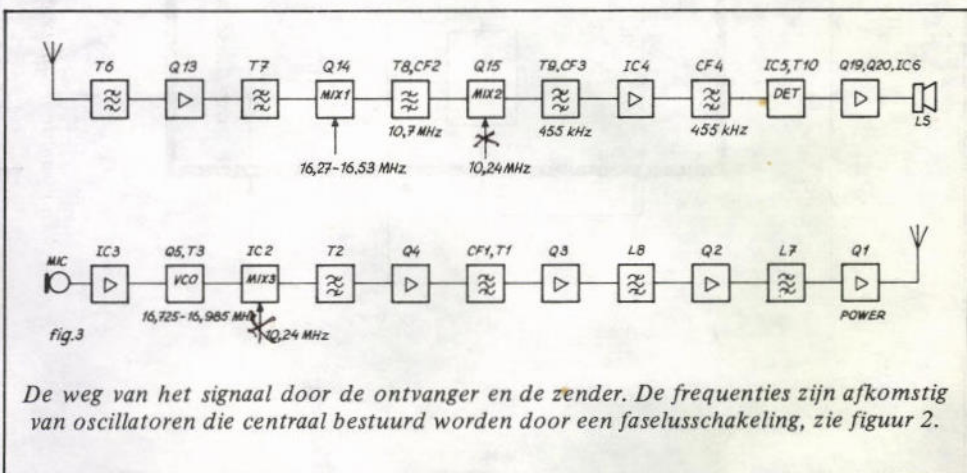 T6 Q13 T7 Q14 T8,CF2 Q15 T9,CF3 IC4 CF4 IC5,T10 Q19,Q20,IC6
MIX1 MIX2 DET
LS
10,7 MHz 455 kHz 455 kHz
16,27-16,53 MHz 10,24 MHz
MIC IC3 Q5,T3 IC2 T2 Q4 CF1,T1 Q3 L8 Q2 L7 Q1
VCO MIX3
16,725-16,985 MHz POWER
10,24 MHz
fig.3
De weg van het signaal door de ontvanger en de zender. De frequenties zijn afkomstig
van oscillatoren die centraal bestuurd worden door een faselusschakeling, zie figuur 2.